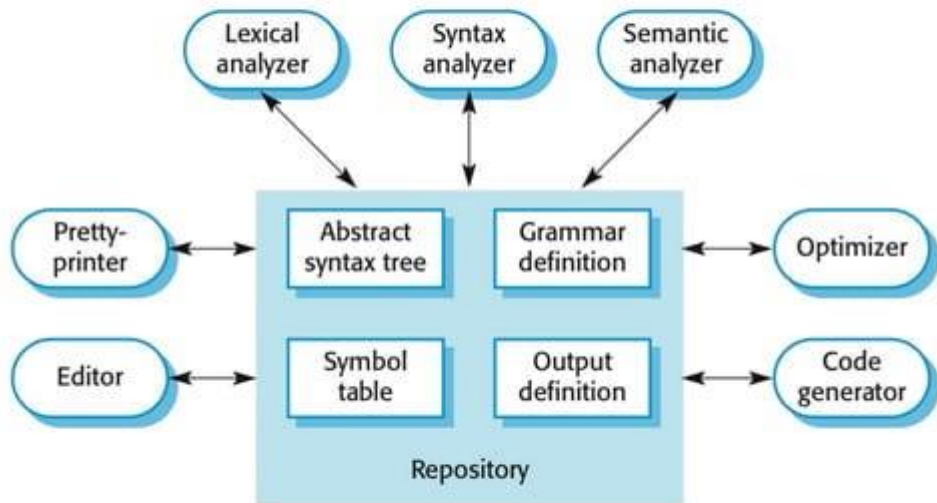 Lexical
analyzer
Syntax
analyzer
Semantic
analyzer
Pretty-
printer
Abstract
syntax tree
Grammar
definition
Optimizer
Editor
Symbol
table
Output
definition
Code
generator
Repository